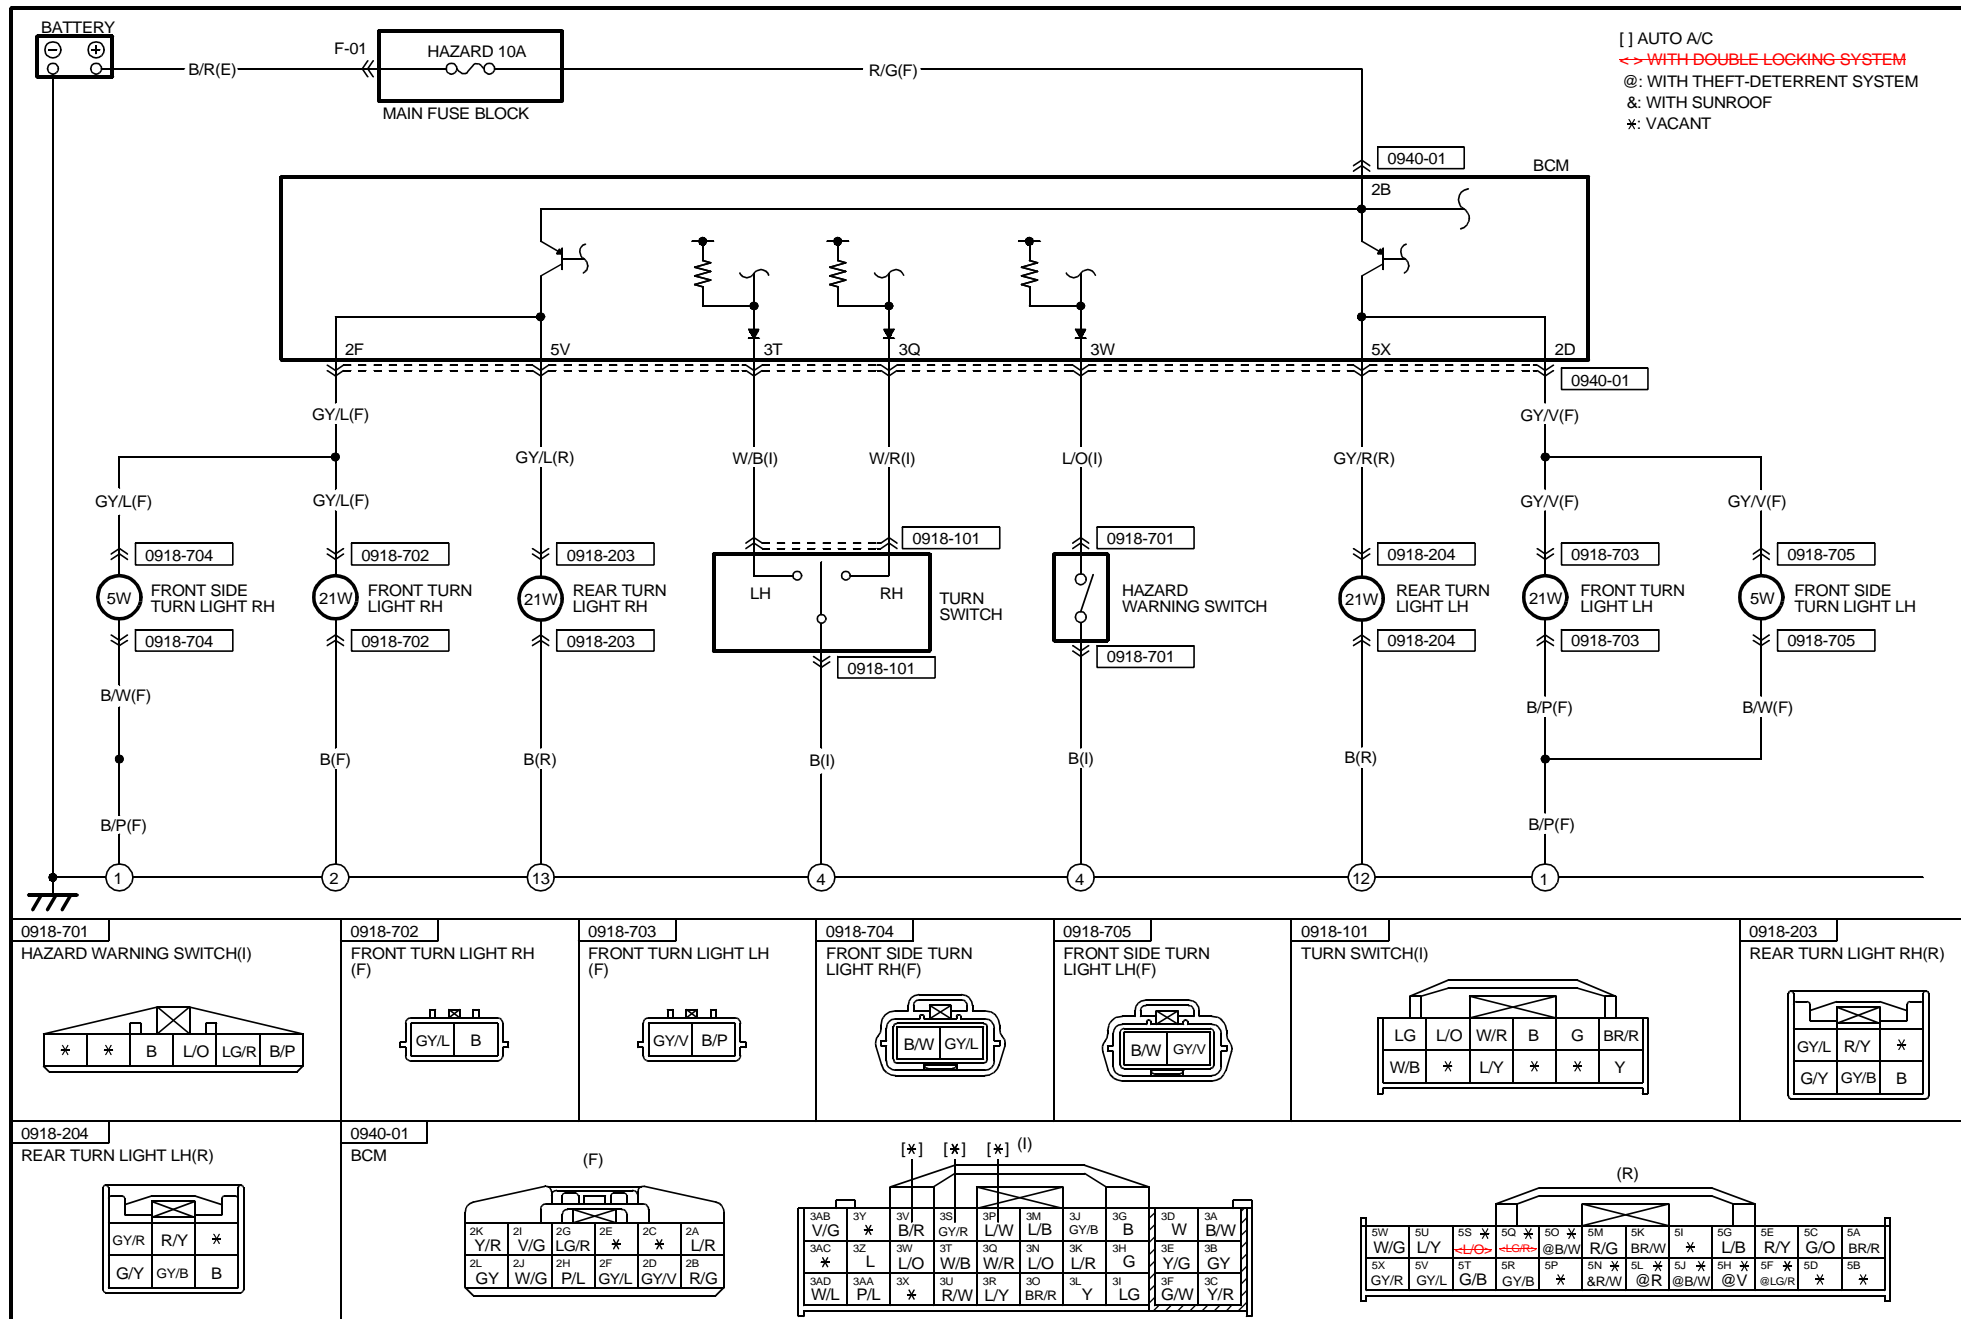 BATTERY
B/R(E)
F-01
HAZARD 10A
MAIN FUSE BLOCK
R/G(F)
[ ] AUTO A/C
< > WITH DOUBLE LOCKING SYSTEM
@: WITH THEFT-DETERRENT SYSTEM
&: WITH SUNROOF
*: VACANT
0940-01
BCM
2B
2F 5V 3T 3Q 3W 5X 2D
0940-01
GY/L(F) GY/V(F)
GY/L(R) W/B(I) W/R(I) L/O(I) GY/R(R)
GY/L(F) GY/L(F) GY/V(F) GY/V(F)
0918-101 0918-701
0918-704 0918-702 0918-203 0918-204 0918-703 0918-705
5W FRONT SIDE TURN LIGHT RH
21W FRONT TURN LIGHT RH
21W REAR TURN LIGHT RH
LH RH TURN SWITCH
HAZARD WARNING SWITCH
21W REAR TURN LIGHT LH
21W FRONT TURN LIGHT LH
5W FRONT SIDE TURN LIGHT LH
0918-704 0918-702 0918-203 0918-204 0918-703 0918-705
0918-101 0918-701
B/W(F) B/P(F) B/W(F)
B(F) B(R) B(I) B(I) B(R)
B/P(F) B/P(F)
1 2 13 4 4 12 1
0918-701
HAZARD WARNING SWITCH(I)
* * B L/O LG/R B/P
0918-702
FRONT TURN LIGHT RH
(F)
GY/L B
0918-703
FRONT TURN LIGHT LH
(F)
GY/V B/P
0918-704
FRONT SIDE TURN
LIGHT RH(F)
B/W GY/L
0918-705
FRONT SIDE TURN
LIGHT LH(F)
B/W GY/V
0918-101
TURN SWITCH(I)
LG L/O W/R B G BR/R
W/B * L/Y * * Y
0918-203
REAR TURN LIGHT RH(R)
GY/L R/Y *
G/Y GY/B B
0918-204
REAR TURN LIGHT LH(R)
GY/R R/Y *
G/Y GY/B B
0940-01
BCM
(F)
2K Y/R 2I V/G 2G LG/R 2E * 2C * 2A L/R
2L GY 2J W/G 2H P/L 2F GY/L 2D GY/V 2B R/G
[*] [*] [*] (I)
3AB V/G 3Y * 3V B/R 3S GY/R 3P L/W 3M L/B 3J GY/B 3G B 3D W 3A B/W
3AC * 3Z L 3W L/O 3T W/B 3Q W/R 3N L/O 3K L/R 3H G 3E Y/G 3B GY
3AD W/L 3AA P/L 3X * 3U R/W 3R L/Y 3O BR/R 3L Y 3I LG 3F G/W 3C Y/R
(R)
5W W/G 5U L/Y 5S * <L/O> 5Q * <LG/R> 5O * @B/W 5M R/G 5K BR/W 5I * 5G L/B 5E R/Y 5C G/O 5A BR/R
5X GY/R 5V GY/L 5T G/B 5R GY/B 5P * 5N * &R/W 5L * @R 5J * @B/W 5H * @V 5F * @LG/R 5D * 5B *